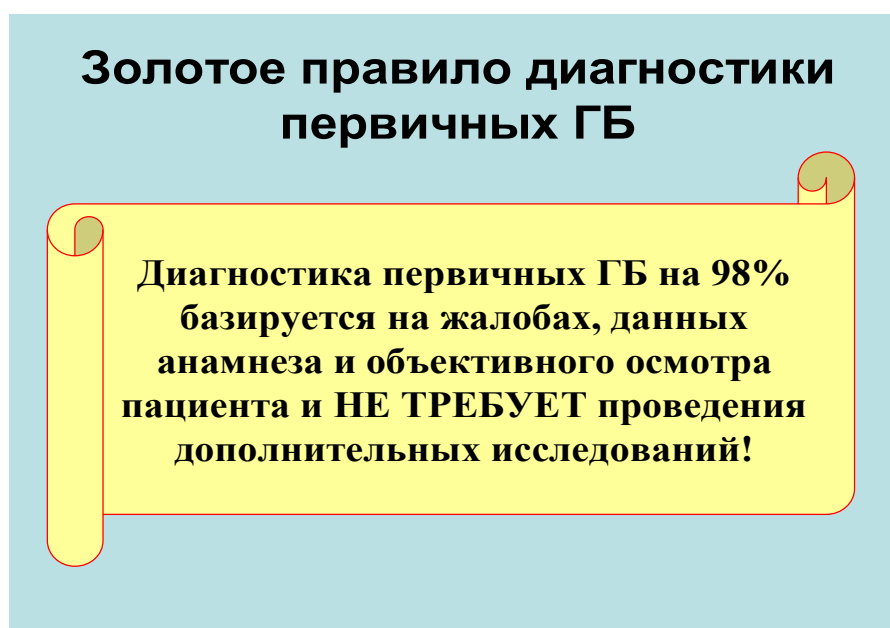 Золотое правило диагностики
первичных ГБ
Диагностика первичных ГБ на 98%
базируется на жалобах, данных
анамнеза и объективного осмотра
пациента и НЕ ТРЕБУЕТ проведения
дополнительных исследований!